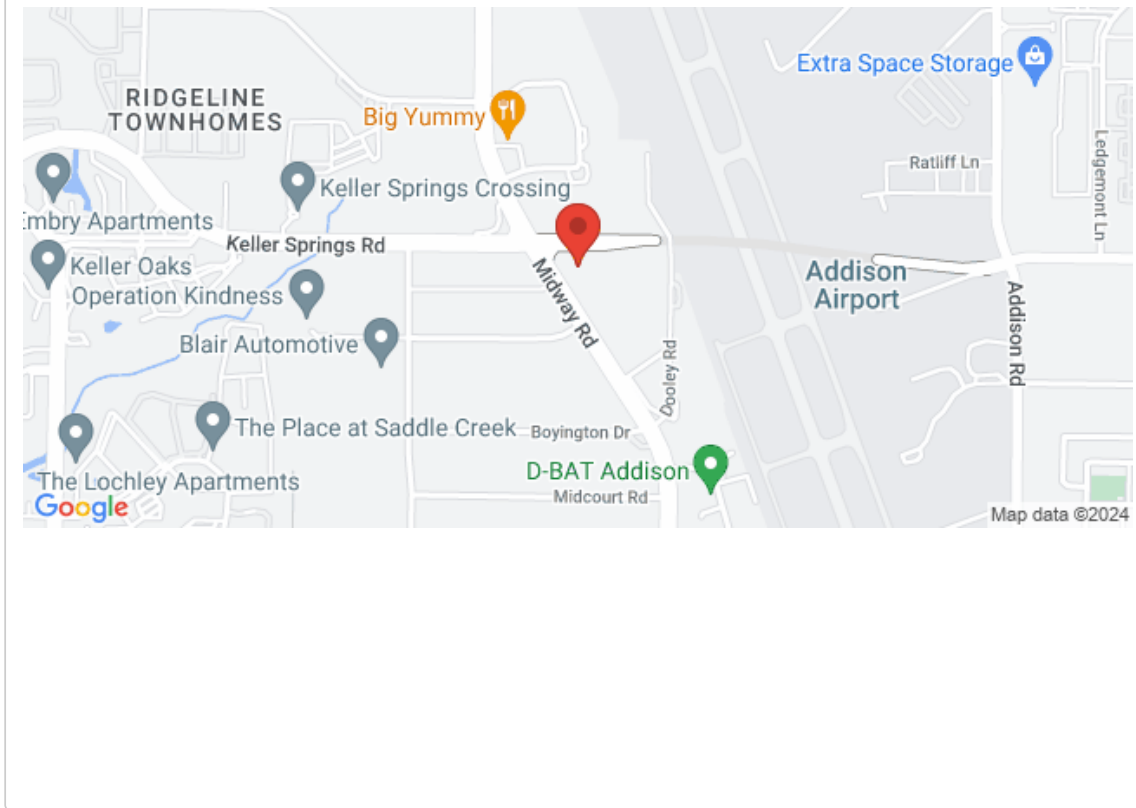 Extra Space Storage
RIDGELINE
TOWNHOMES
Big Yummy
Ledgemont Ln
Ratliff Ln
Keller Springs Crossing
Embry Apartments
Keller Springs Rd
Keller Oaks
Addison
Airport
Operation Kindness
Midway Rd
Addison Rd
Blair Automotive
Dooley Rd
The Place at Saddle Creek
Boyington Dr
D-BAT Addison
The Lochley Apartments
Midcourt Rd
Google
Map data ©2024